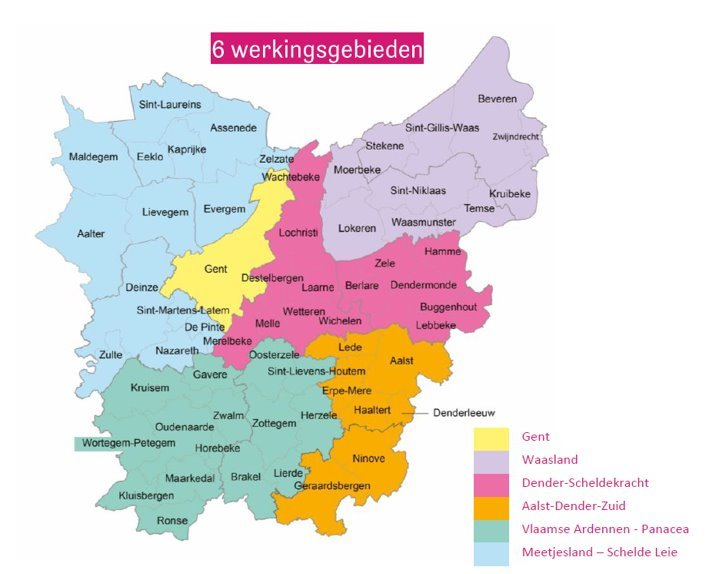 6 werkingsgebieden
Beveren
Sint-Laureins
Assenede
Sint-Gillis-Waas
Zwijndrecht
Stekene
Kaprijke
Maldegem
Eeklo
Zelzate
Moerbeke
Wachtebeke
Sint-Niklaas
Kruibeke
Temse
Lievegem
Evergem
Waasmunster
Lokeren
Aalter
Lochristi
Hamme
Zele
Gent
Destelbergen
Laarne
Berlare
Dendermonde
Deinze
Buggenhout
Sint-Martens-Latem
Wetteren
Wichelen
Melle
Lebbeke
De Pinte
Merelbeke
Zulte
Nazareth
Oosterzele
Lede
Aalst
Gavere
Sint-Lievens-Houtem
Kruisem
Erpe-Mere
Haaltert
Denderleeuw
Zwalm
Herzele
Zottegem
Oudenaarde
Wortegem-Petegem
Horebeke
Ninove
Maarkedal
Brakel
Lierde
Geraardsbergen
Kluisbergen
Ronse
Gent
Waasland
Dender-Scheldekracht
Aalst-Dender-Zuid
Vlaamse Ardennen - Panacea
Meetjesland – Schelde Leie